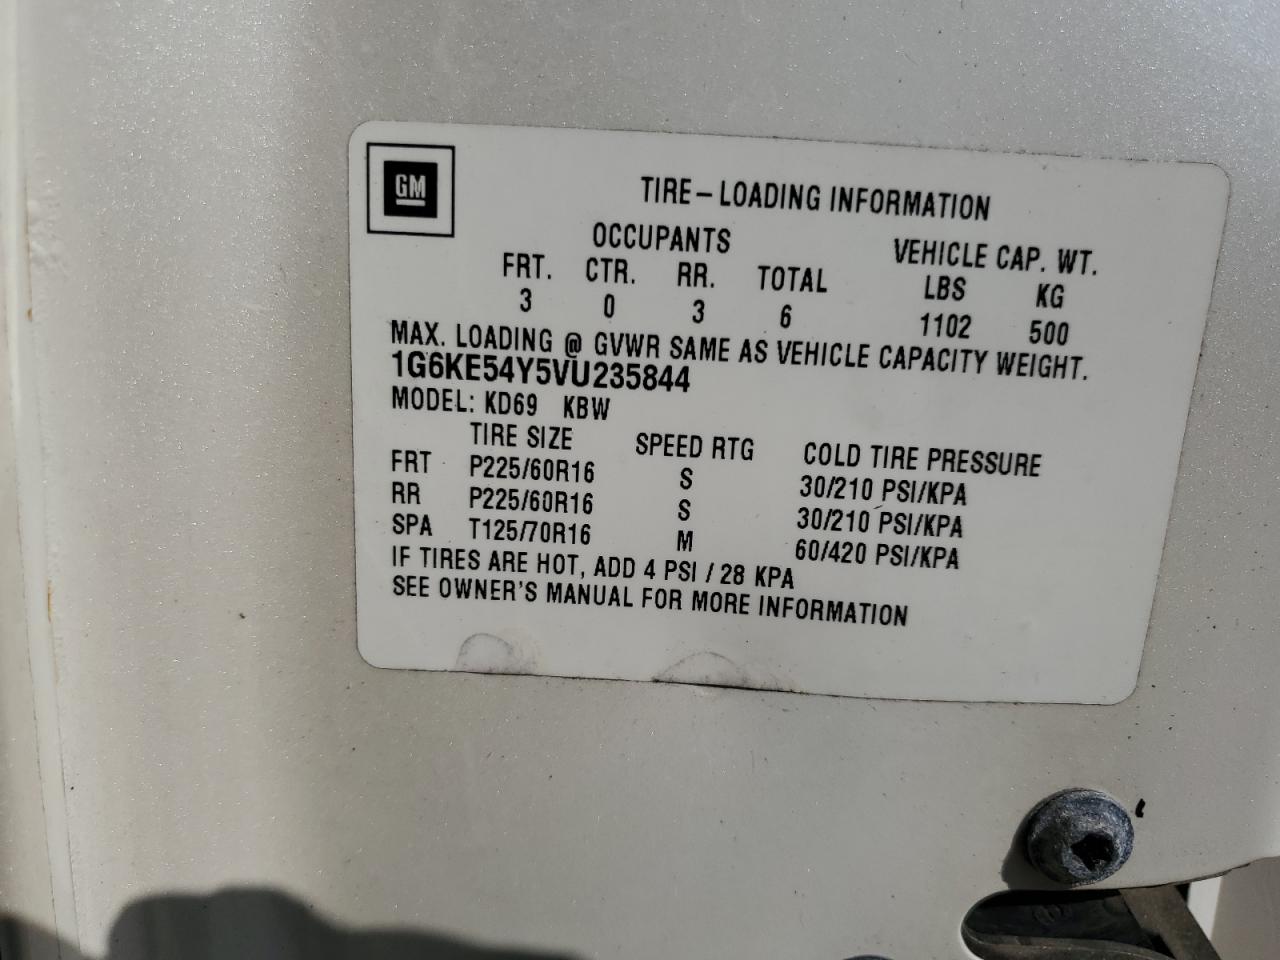 GM
TIRE–LOADING INFORMATION
OCCUPANTS VEHICLE CAP. WT.
FRT. CTR. RR. TOTAL LBS KG
3 0 3 6 1102 500
MAX. LOADING @ GVWR SAME AS VEHICLE CAPACITY WEIGHT.
1G6KE54Y5VU235844
MODEL: KD69 KBW
TIRE SIZE SPEED RTG COLD TIRE PRESSURE
FRT P225/60R16 S 30/210 PSI/KPA
RR P225/60R16 S 30/210 PSI/KPA
SPA T125/70R16 M 60/420 PSI/KPA
IF TIRES ARE HOT, ADD 4 PSI / 28 KPA
SEE OWNER'S MANUAL FOR MORE INFORMATION